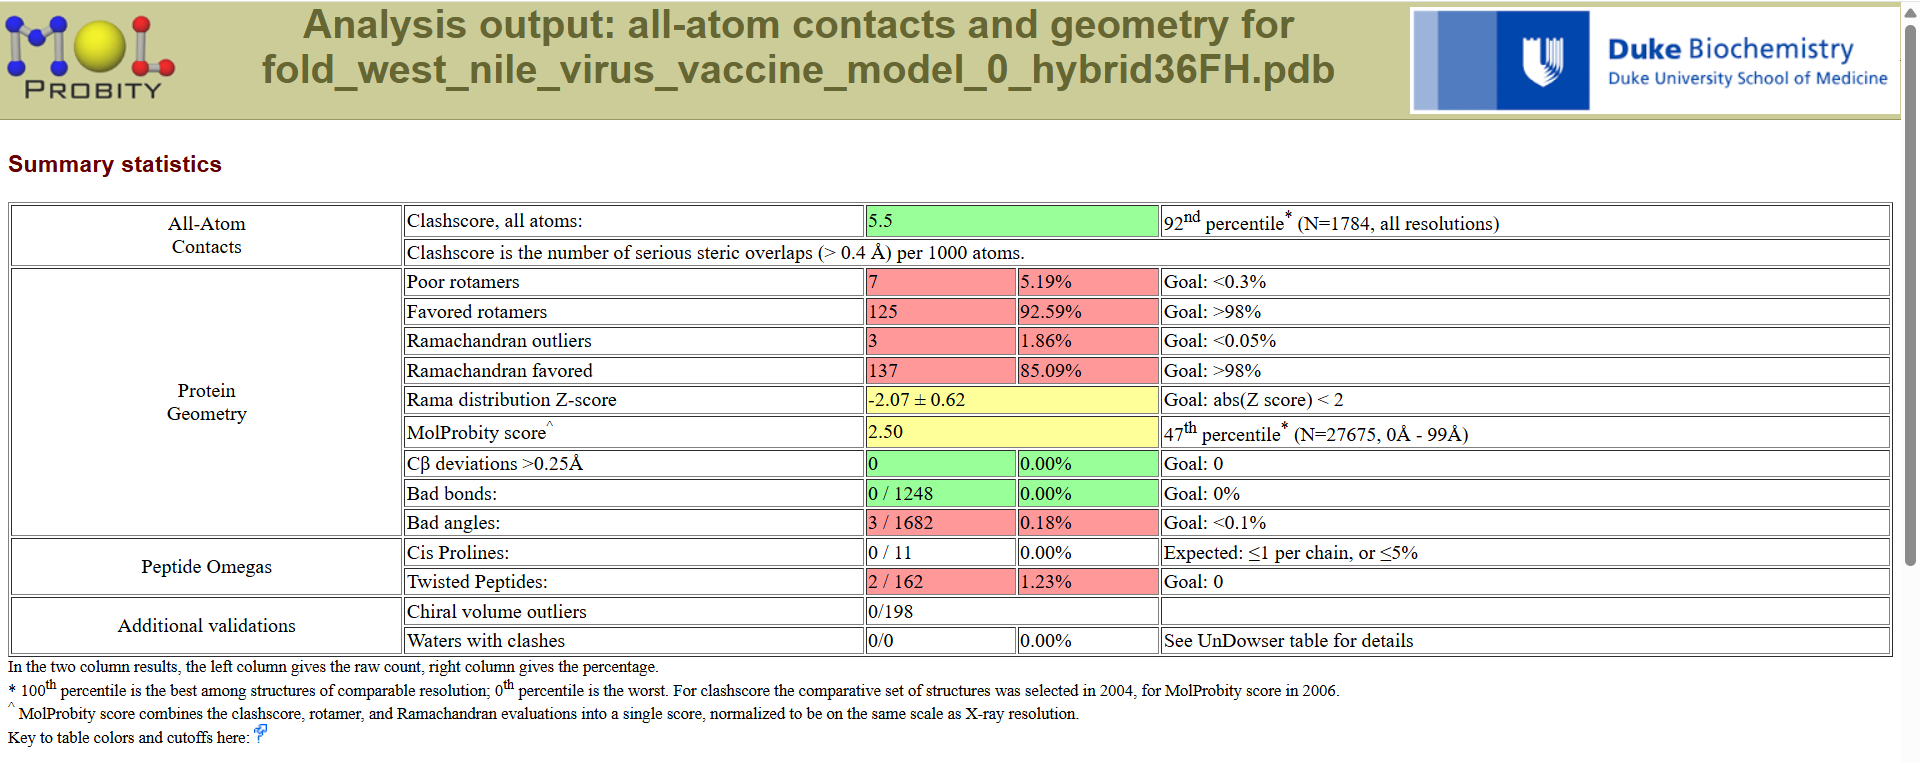 MOL
PROBITY
Analysis output: all-atom contacts and geometry for
fold_west_nile_virus_vaccine_model_0_hybrid36FH.pdb
Duke Biochemistry
Duke University School of Medicine
Summary statistics
All-Atom
Contacts
Clashscore, all atoms: 5.5 92nd percentile* (N=1784, all resolutions)
Clashscore is the number of serious steric overlaps (> 0.4 Å) per 1000 atoms.
Protein
Geometry
Poor rotamers 7 5.19% Goal: <0.3%
Favored rotamers 125 92.59% Goal: >98%
Ramachandran outliers 3 1.86% Goal: <0.05%
Ramachandran favored 137 85.09% Goal: >98%
Rama distribution Z-score -2.07 ± 0.62 Goal: abs(Z score) < 2
MolProbity score^ 2.50 47th percentile* (N=27675, 0Å - 99Å)
Cβ deviations >0.25Å 0 0.00% Goal: 0
Bad bonds: 0 / 1248 0.00% Goal: 0%
Bad angles: 3 / 1682 0.18% Goal: <0.1%
Peptide Omegas
Cis Prolines: 0 / 11 0.00% Expected: ≤1 per chain, or ≤5%
Twisted Peptides: 2 / 162 1.23% Goal: 0
Additional validations
Chiral volume outliers 0/198
Waters with clashes 0/0 0.00% See UnDowser table for details
In the two column results, the left column gives the raw count, right column gives the percentage.
* 100th percentile is the best among structures of comparable resolution; 0th percentile is the worst. For clashscore the comparative set of structures was selected in 2004, for MolProbity score in 2006.
^ MolProbity score combines the clashscore, rotamer, and Ramachandran evaluations into a single score, normalized to be on the same scale as X-ray resolution.
Key to table colors and cutoffs here: ?